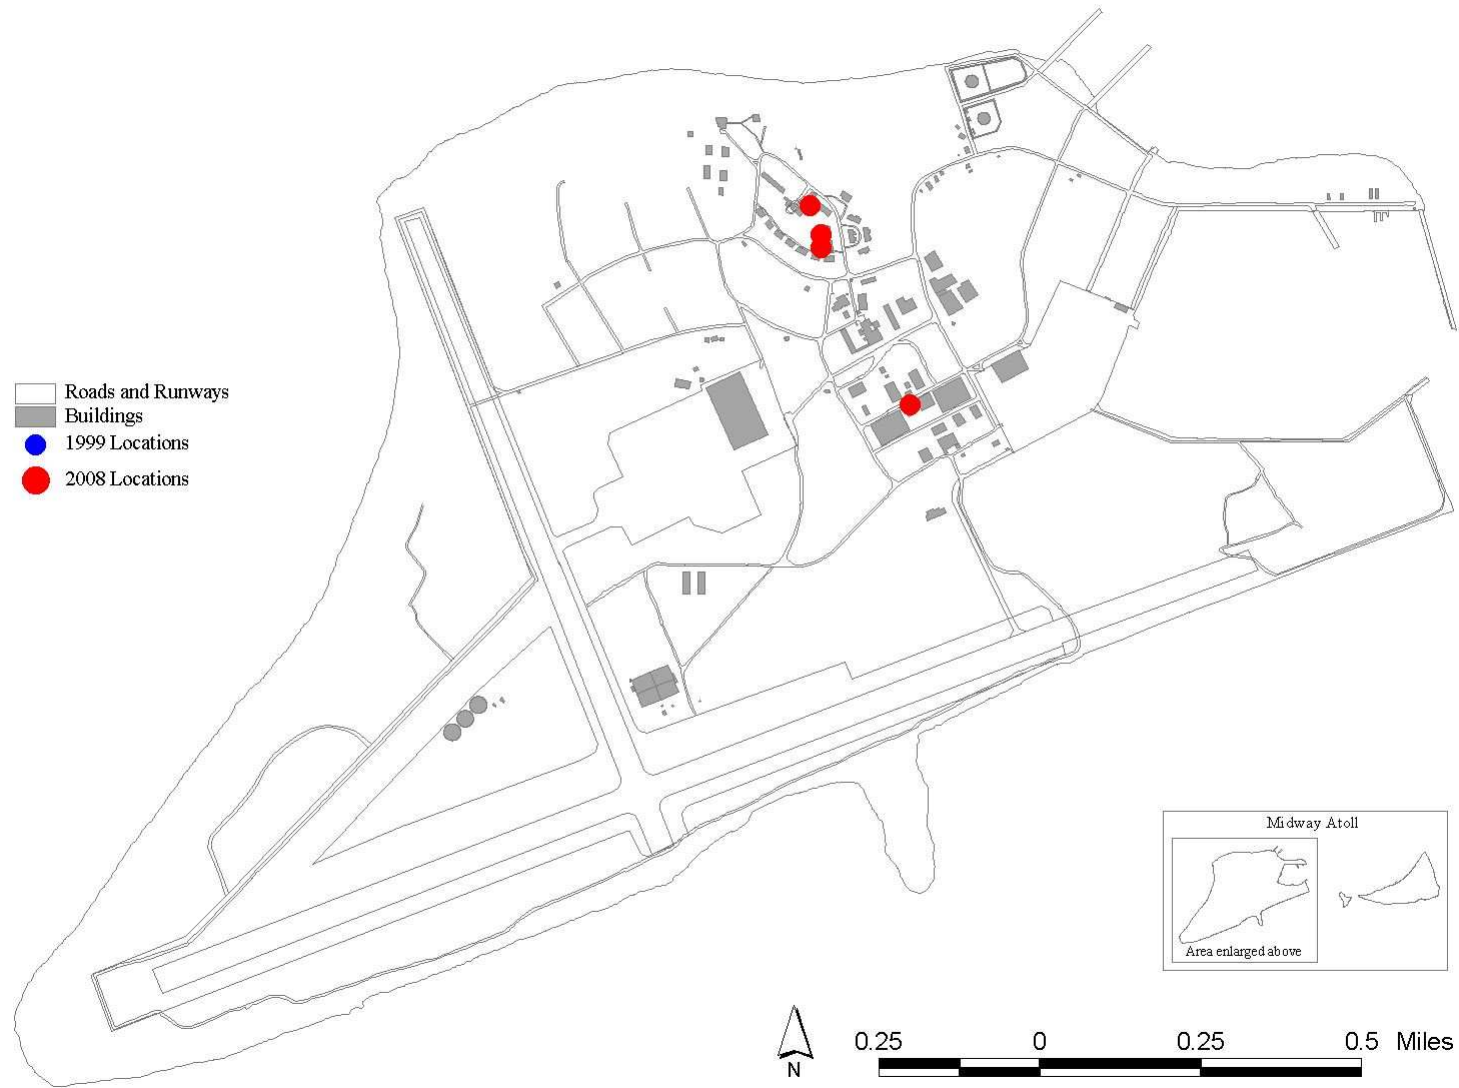 Roads and Runways
Buildings
1999 Locations
2008 Locations
Midway Atoll
Area enlarged above
N
0.25 0 0.25 0.5 Miles